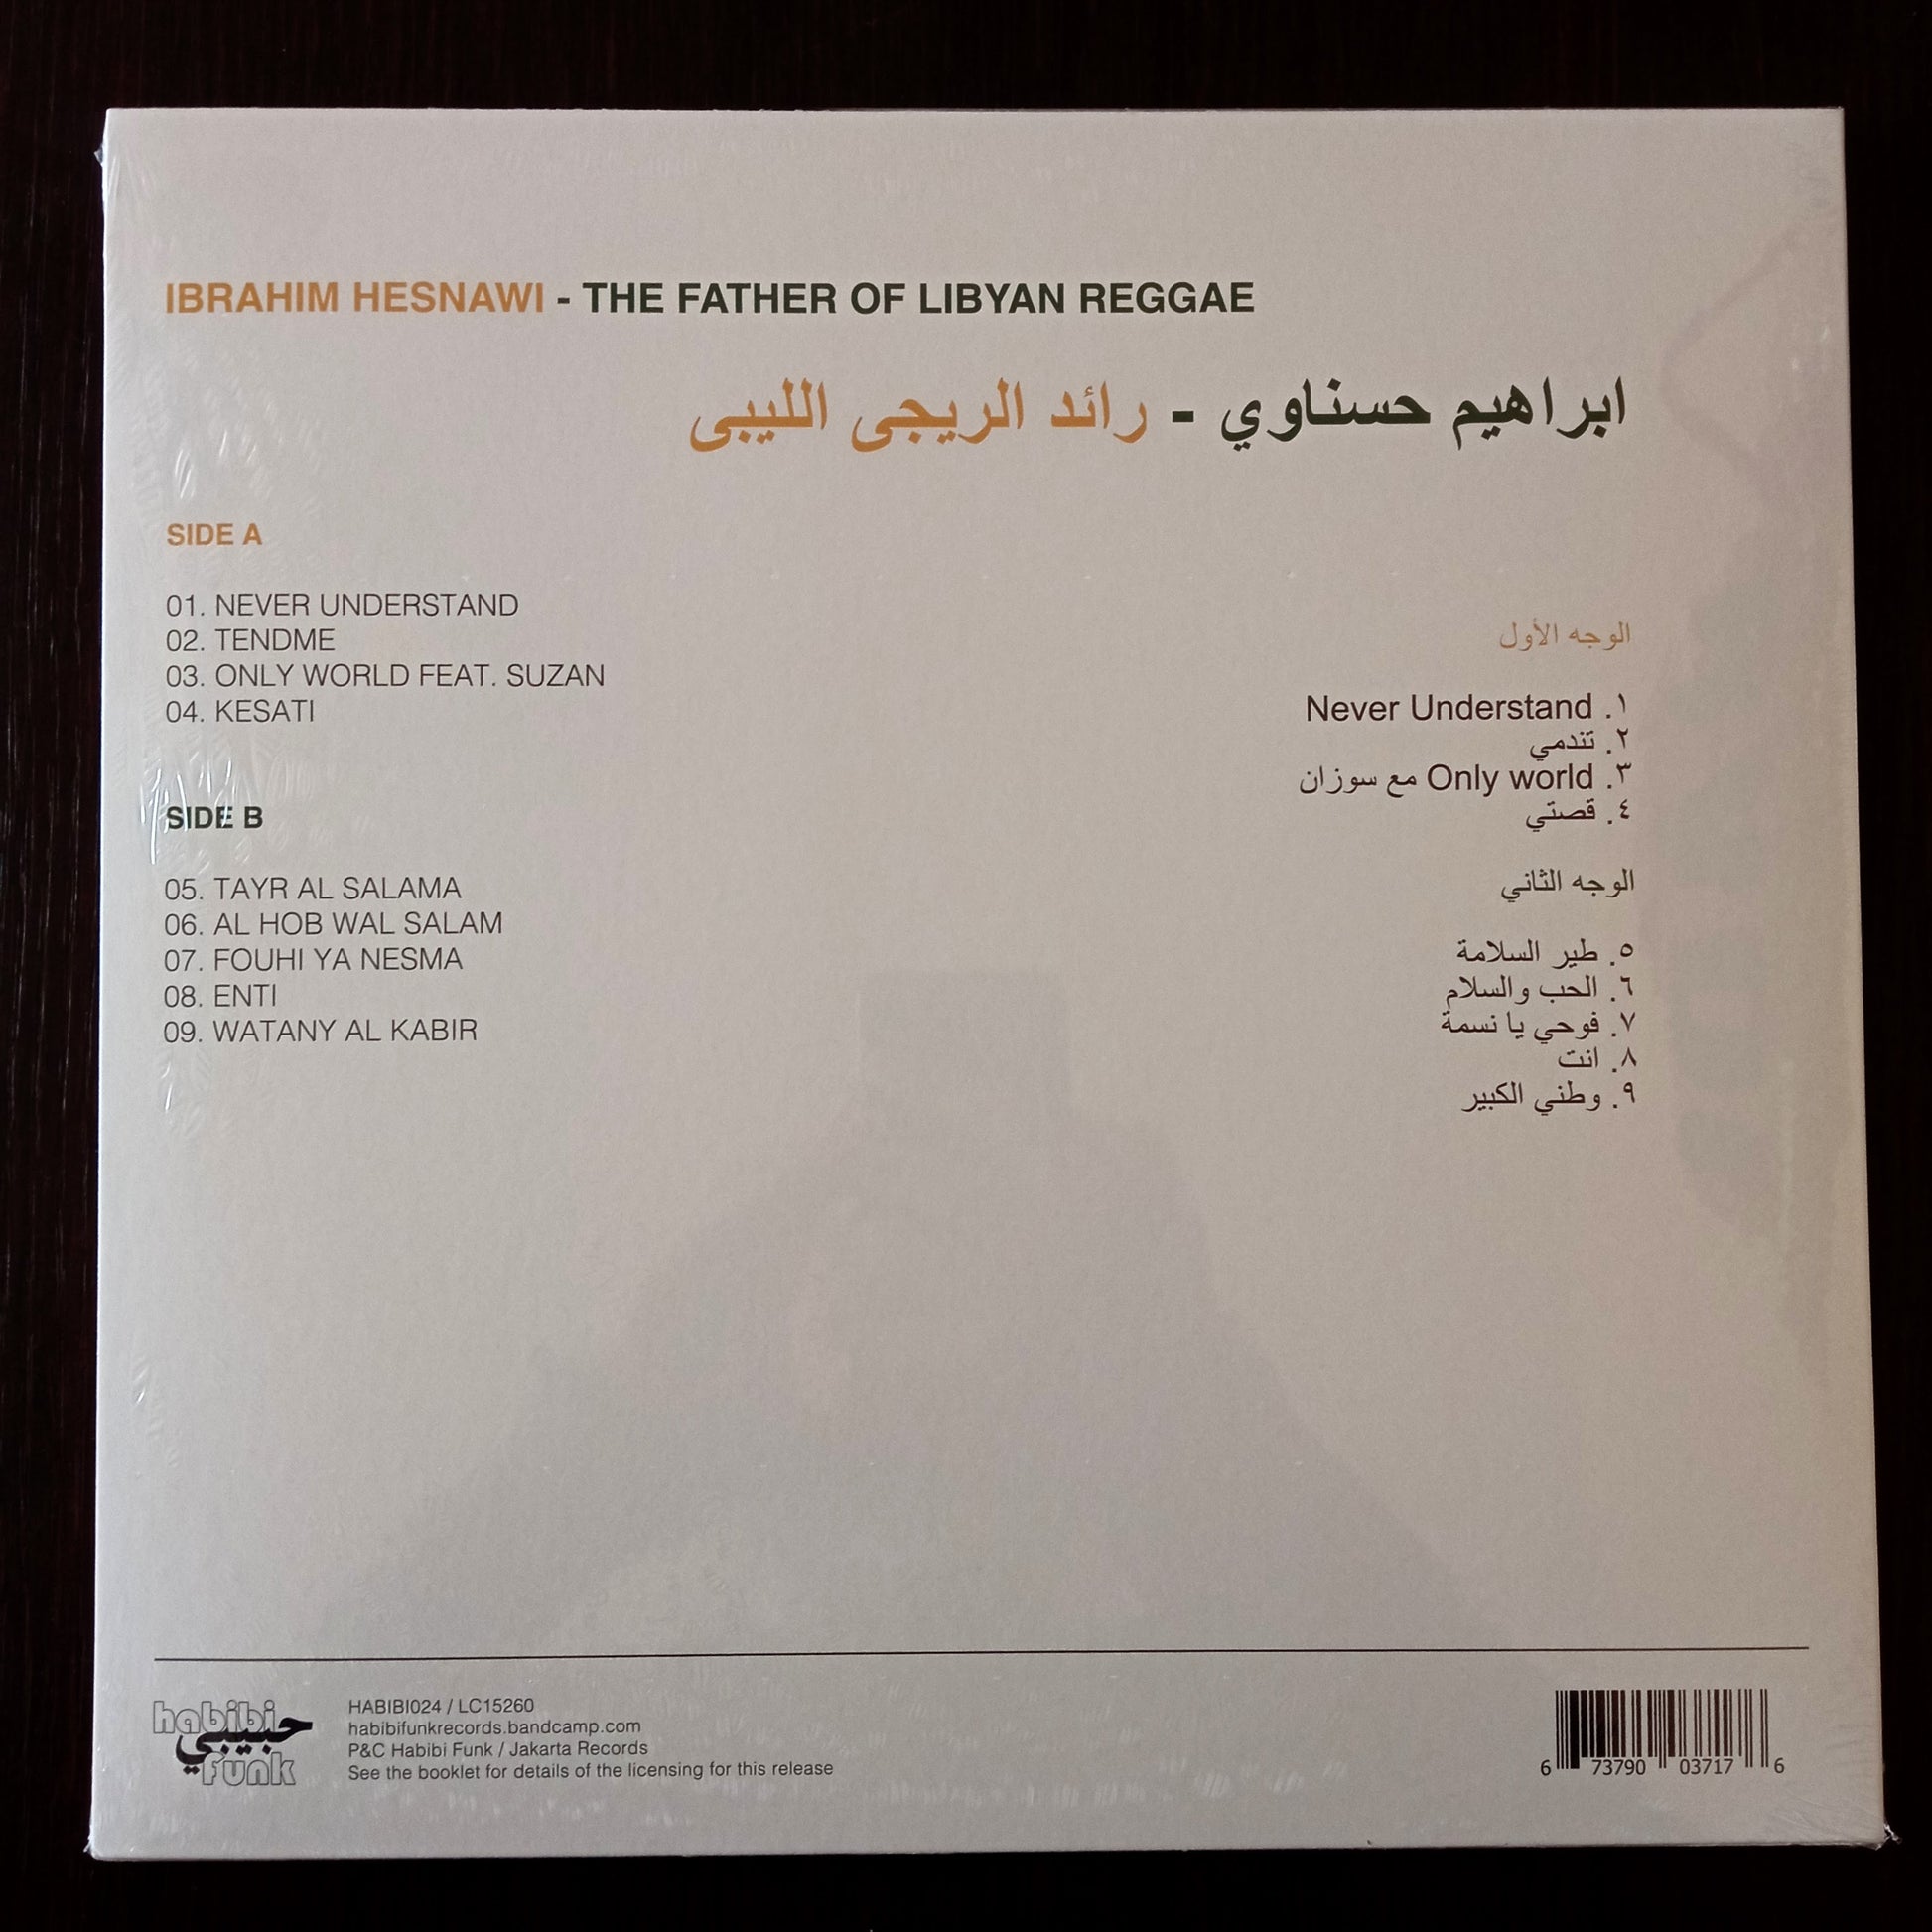 IBRAHIM HESNAWI - THE FATHER OF LIBYAN REGGAE
ابراهيم حسناوي - رائد الريجى الليبى
SIDE A
01. NEVER UNDERSTAND
02. TENDME
03. ONLY WORLD FEAT. SUZAN
04. KESATI
SIDE B
05. TAYR AL SALAMA
06. AL HOB WAL SALAM
07. FOUHI YA NESMA
08. ENTI
09. WATANY AL KABIR
الوجه الأول
١. Never Understand
٢. تندمي
٣. Only world مع سوزان
٤. قصتي
الوجه الثاني
٥. طير السلامة
٦. الحب والسلام
٧. فوحي يا نسمة
٨. انت
٩. وطني الكبير
habibi
حبيبي
funk
HABIBI024 / LC15260
habibifunkrecords.bandcamp.com
P&C Habibi Funk / Jakarta Records
See the booklet for details of the licensing for this release
6 73790 03717 6